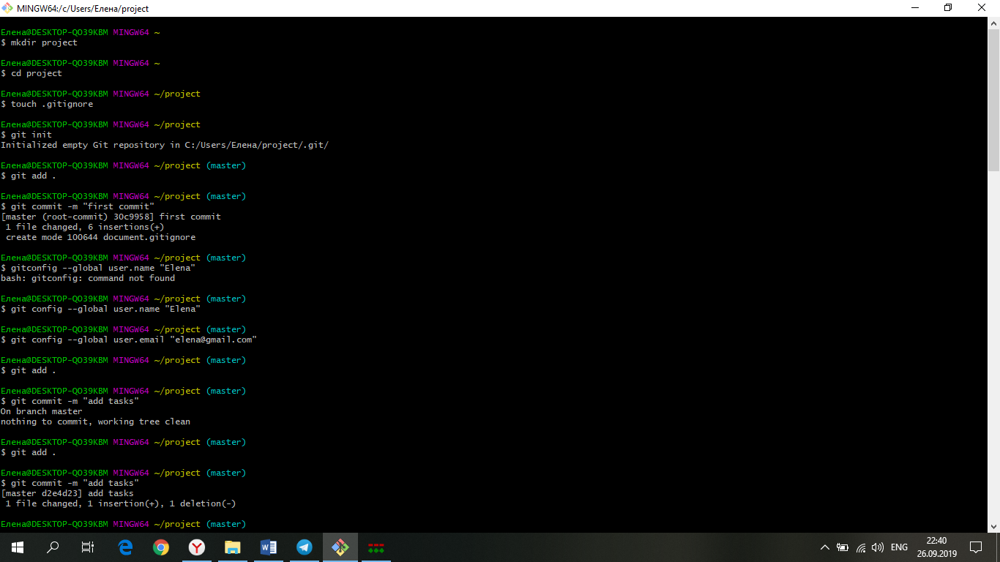 MINGW64:/c/Users/Елена/project
Елена@DESKTOP-QO39KBM MINGW64 ~
$ mkdir project
Елена@DESKTOP-QO39KBM MINGW64 ~
$ cd project
Елена@DESKTOP-QO39KBM MINGW64 ~/project
$ touch .gitignore
Елена@DESKTOP-QO39KBM MINGW64 ~/project
$ git init
Initialized empty Git repository in C:/Users/Елена/project/.git/
Елена@DESKTOP-QO39KBM MINGW64 ~/project (master)
$ git add .
Елена@DESKTOP-QO39KBM MINGW64 ~/project (master)
$ git commit -m "first commit"
[master (root-commit) 30c9958] first commit
1 file changed, 6 insertions(+)
create mode 100644 document.gitignore
Елена@DESKTOP-QO39KBM MINGW64 ~/project (master)
$ gitconfig --global user.name "Elena"
bash: gitconfig: command not found
Елена@DESKTOP-QO39KBM MINGW64 ~/project (master)
$ git config --global user.name "Elena"
Елена@DESKTOP-QO39KBM MINGW64 ~/project (master)
$ git config --global user.email "elena@gmail.com"
Елена@DESKTOP-QO39KBM MINGW64 ~/project (master)
$ git add .
Елена@DESKTOP-QO39KBM MINGW64 ~/project (master)
$ git commit -m "add tasks"
On branch master
nothing to commit, working tree clean
Елена@DESKTOP-QO39KBM MINGW64 ~/project (master)
$ git add .
Елена@DESKTOP-QO39KBM MINGW64 ~/project (master)
$ git commit -m "add tasks"
[master d2e4d23] add tasks
1 file changed, 1 insertion(+), 1 deletion(-)
Елена@DESKTOP-QO39KBM MINGW64 ~/project (master)
ENG
22:40
26.09.2019